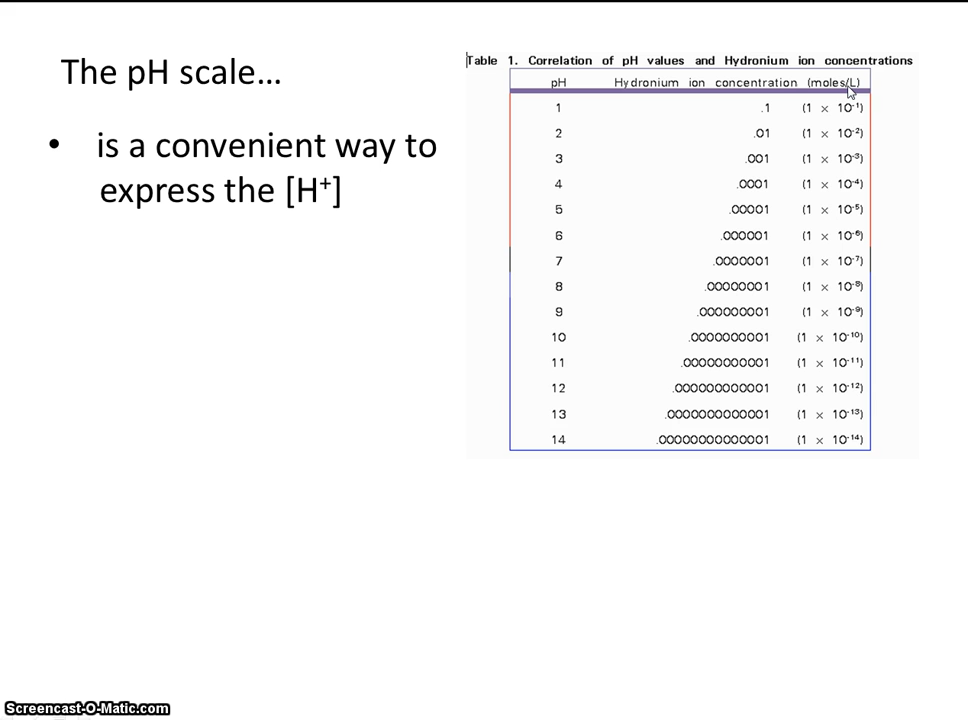 The pH scale…
• is a convenient way to
express the [H⁺]
Table 1. Correlation of pH values and Hydronium ion concentrations
pH Hydronium ion concentration (moles/L)
1 .1 (1 × 10⁻¹)
2 .01 (1 × 10⁻²)
3 .001 (1 × 10⁻³)
4 .0001 (1 × 10⁻⁴)
5 .00001 (1 × 10⁻⁵)
6 .000001 (1 × 10⁻⁶)
7 .0000001 (1 × 10⁻⁷)
8 .00000001 (1 × 10⁻⁸)
9 .000000001 (1 × 10⁻⁹)
10 .0000000001 (1 × 10⁻¹⁰)
11 .00000000001 (1 × 10⁻¹¹)
12 .000000000001 (1 × 10⁻¹²)
13 .0000000000001 (1 × 10⁻¹³)
14 .00000000000001 (1 × 10⁻¹⁴)
Screencast-O-Matic.com